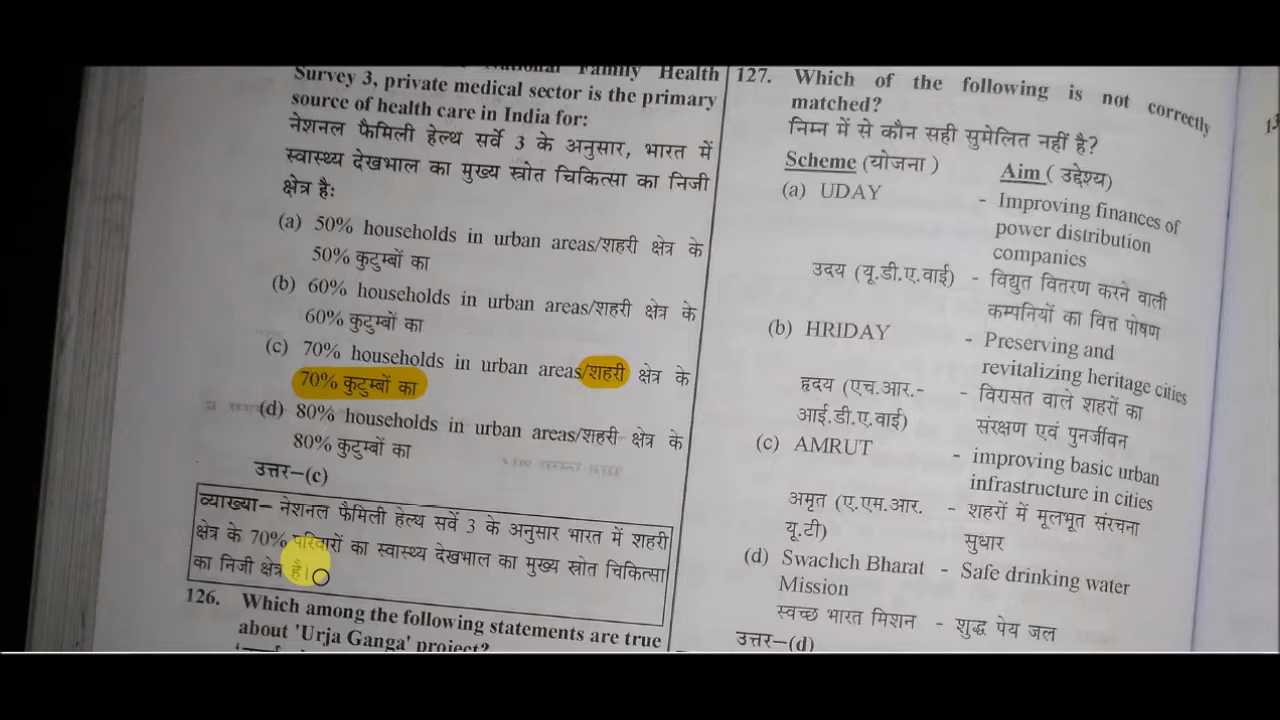 National Family Health
Survey 3, private medical sector is the primary
source of health care in India for:
नेशनल फैमिली हेल्थ सर्वे 3 के अनुसार, भारत में
स्वास्थ्य देखभाल का मुख्य स्रोत चिकित्सा का निजी
क्षेत्र है:
(a) 50% households in urban areas/शहरी क्षेत्र के
50% कुटुम्बों का
(b) 60% households in urban areas/शहरी क्षेत्र के
60% कुटुम्बों का
(c) 70% households in urban areas/शहरी क्षेत्र के
70% कुटुम्बों का
(d) 80% households in urban areas/शहरी क्षेत्र के
80% कुटुम्बों का
उत्तर–(c)
व्याख्या– नेशनल फैमिली हेल्थ सर्वे 3 के अनुसार भारत में शहरी
क्षेत्र के 70% परिवारों का स्वास्थ्य देखभाल का मुख्य स्रोत चिकित्सा
का निजी क्षेत्र है।
126. Which among the following statements are true
about 'Urja Ganga' project?
127. Which of the following is not correctly
matched?
निम्न में से कौन सही सुमेलित नहीं है?
Scheme (योजना ) Aim ( उद्देश्य)
(a) UDAY - Improving finances of
power distribution
companies
उदय (यू.डी.ए.वाई) - विद्युत वितरण करने वाली
कम्पनियों का वित्त पोषण
(b) HRIDAY - Preserving and
revitalizing heritage cities
हृदय (एच.आर.- - विरासत वाले शहरों का
आई.डी.ए.वाई) संरक्षण एवं पुनर्जीवन
(c) AMRUT - improving basic urban
infrastructure in cities
अमृत (ए.एम.आर. - शहरों में मूलभूत संरचना
यू.टी) सुधार
(d) Swachch Bharat - Safe drinking water
Mission
स्वच्छ भारत मिशन - शुद्ध पेय जल
उत्तर–(d)